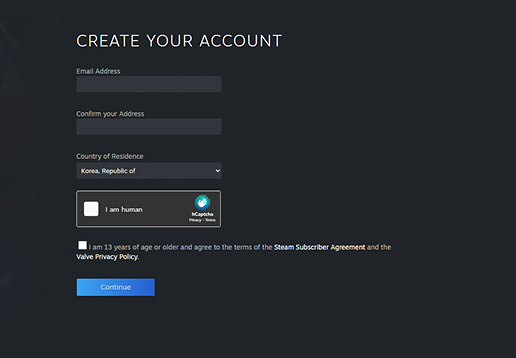 CREATE YOUR ACCOUNT
Email Address
Confirm your Address
Country of Residence
Korea, Republic of
I am human
hCaptcha
Privacy - Terms
I am 13 years of age or older and agree to the terms of the Steam Subscriber Agreement and the
Valve Privacy Policy.
Continue